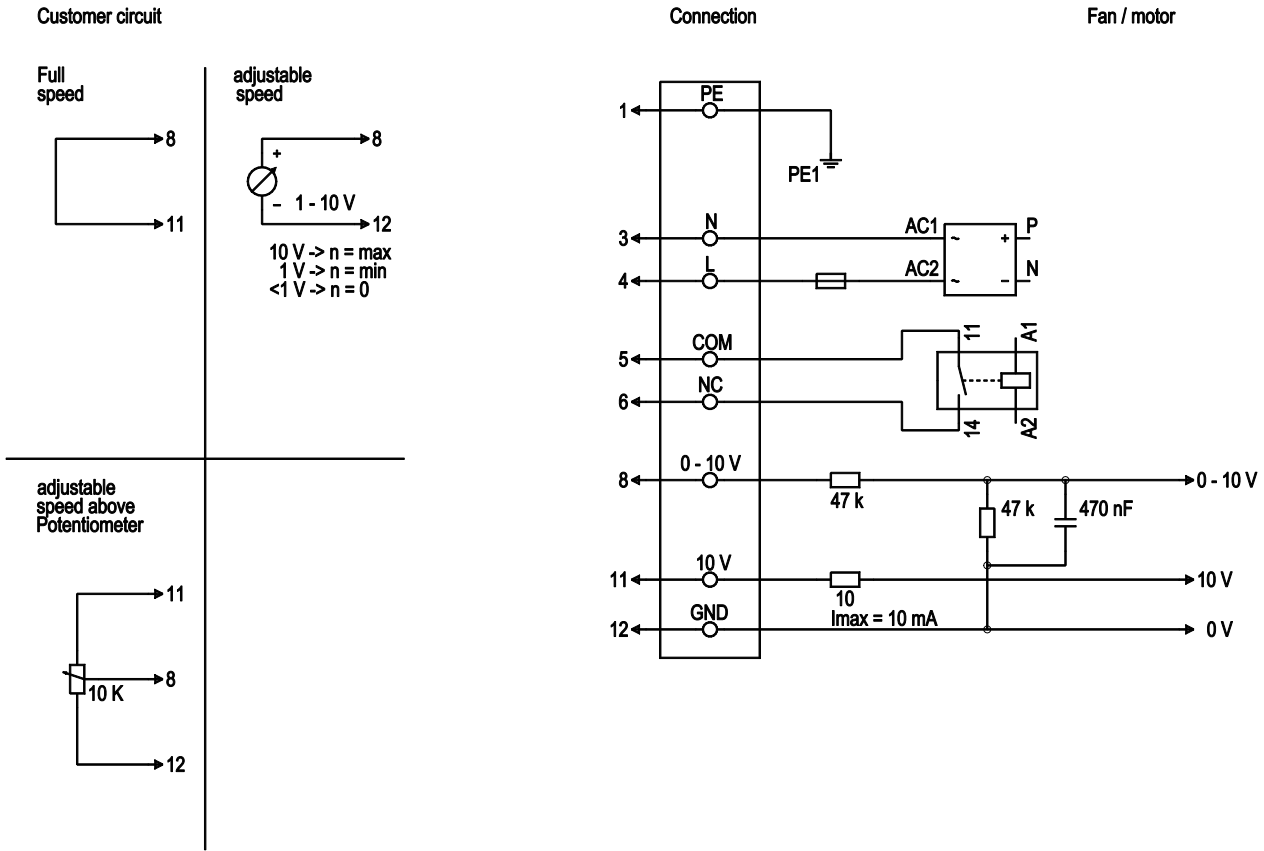 Customer circuit
Connection
Fan / motor
Full
speed
8
11
adjustable
speed
8
+
–
1 - 10 V
12
10 V -> n = max
1 V -> n = min
<1 V -> n = 0
adjustable
speed above
Potentiometer
11
8
10 K
12
PE
1
PE1
N
3
AC1
~
+
P
L
4
AC2
~
–
N
COM
5
11
A1
NC
6
14
A2
0 - 10 V
8
47 k
0 - 10 V
47 k
470 nF
10 V
11
10
10 V
Imax = 10 mA
GND
12
0 V